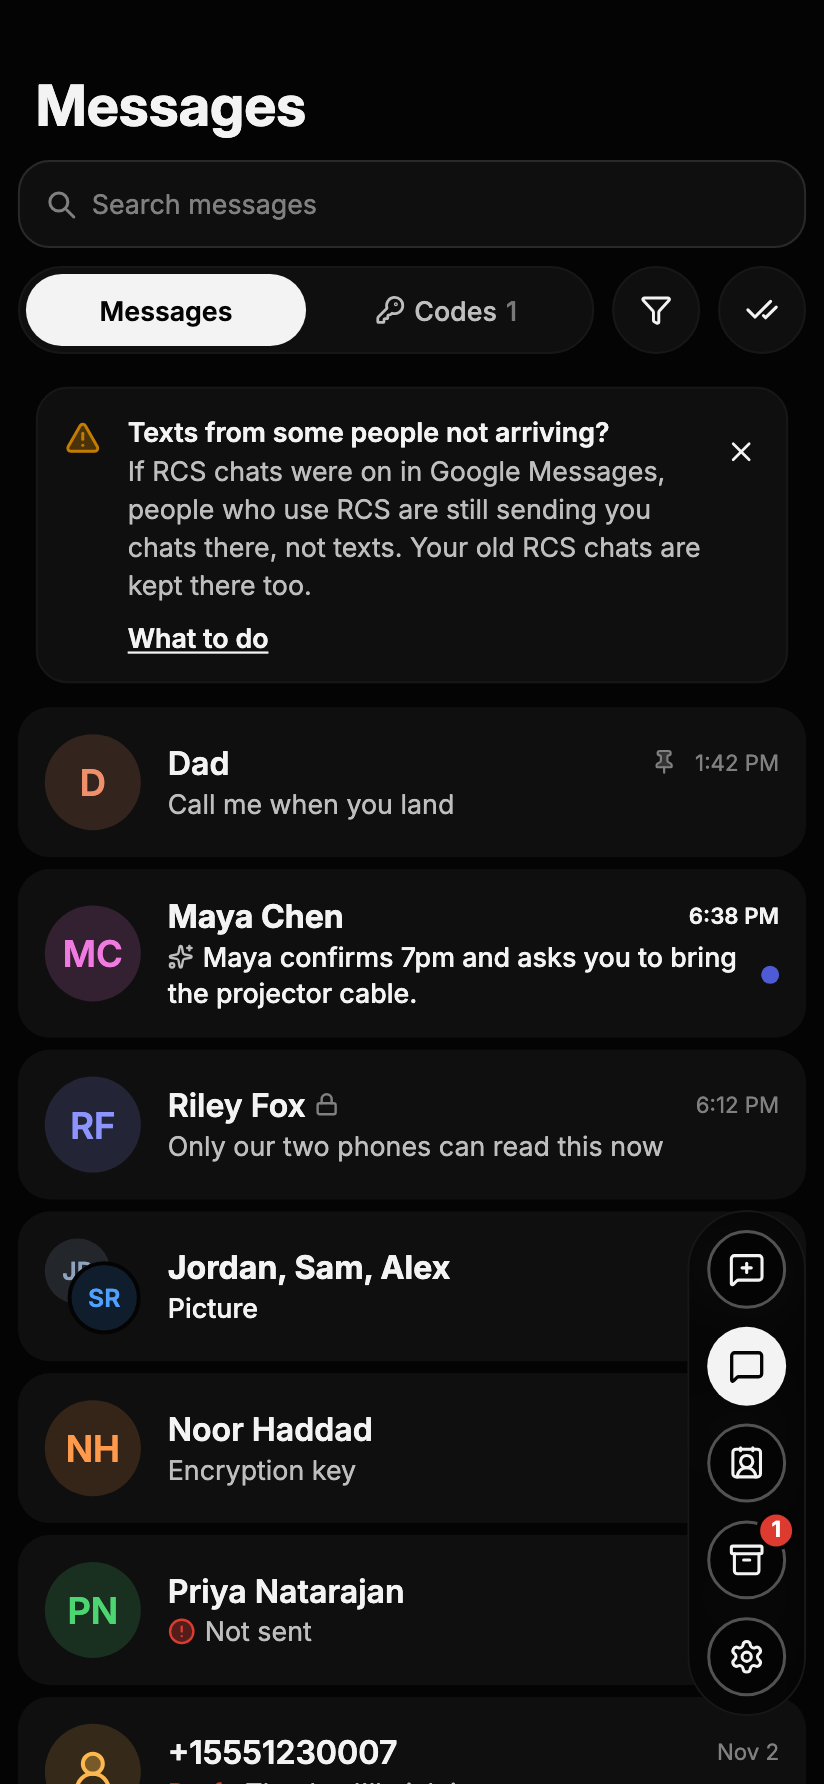 Messages
Search messages
Messages
Codes 1
Texts from some people not arriving?
If RCS chats were on in Google Messages,
people who use RCS are still sending you
chats there, not texts. Your old RCS chats are
kept there too.
What to do
D
Dad
1:42 PM
Call me when you land
MC
Maya Chen
6:38 PM
Maya confirms 7pm and asks you to bring
the projector cable.
RF
Riley Fox
6:12 PM
Only our two phones can read this now
SR
Jordan, Sam, Alex
Picture
NH
Noor Haddad
Encryption key
1
PN
Priya Natarajan
Not sent
+15551230007
Nov 2